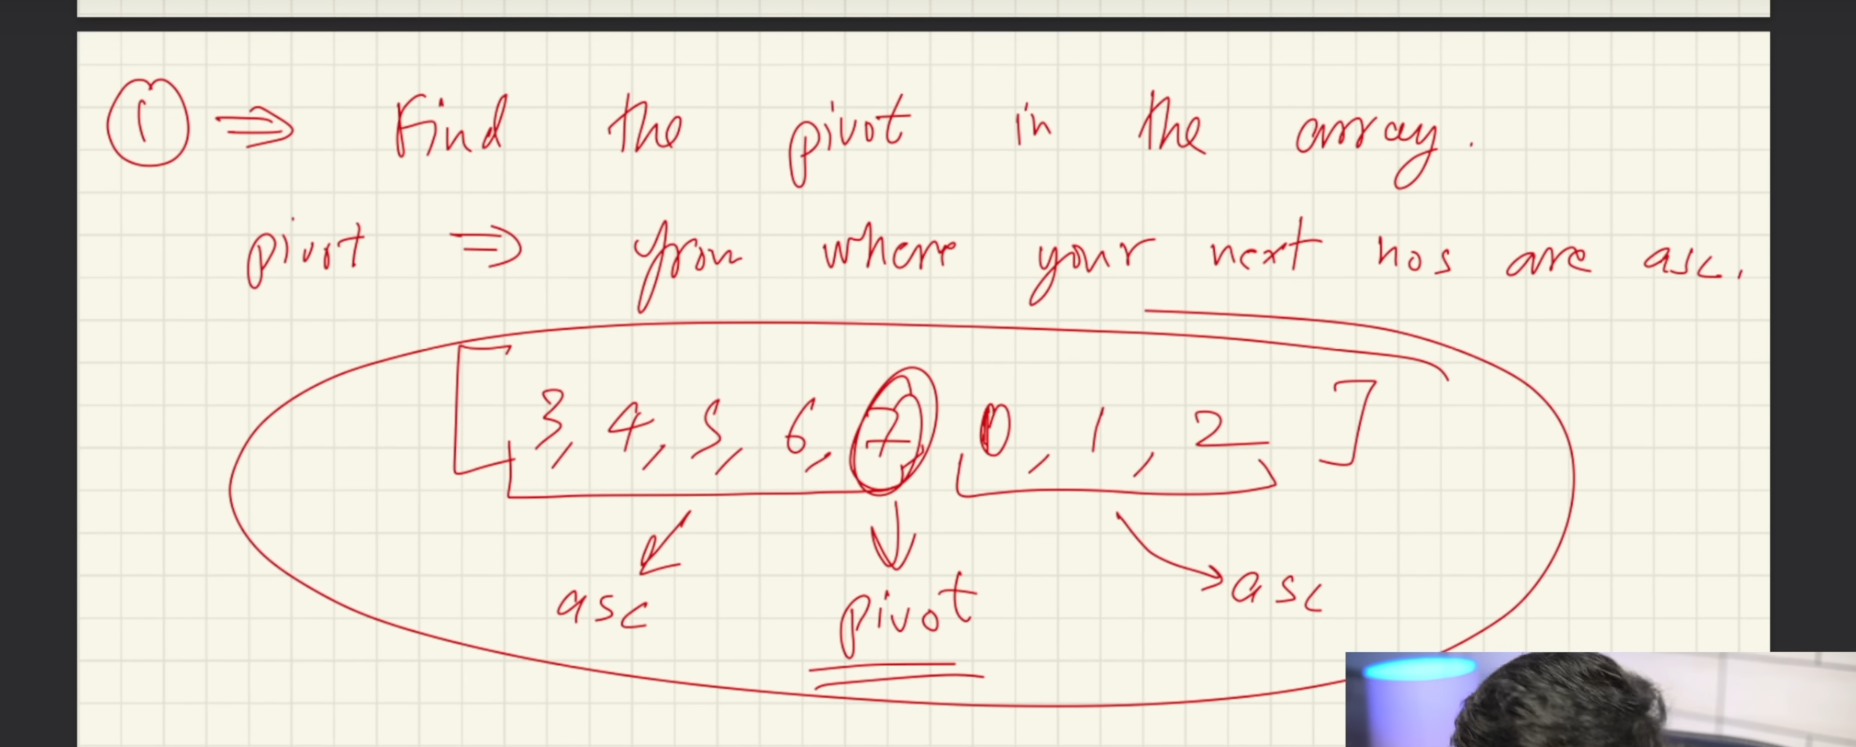 ① ⇒ Find the pivot in the array.
pivot ⇒ from where your next nos are asc.
[ 3, 4, 5, 6, 7, 0, 1, 2 ]
asc pivot asc